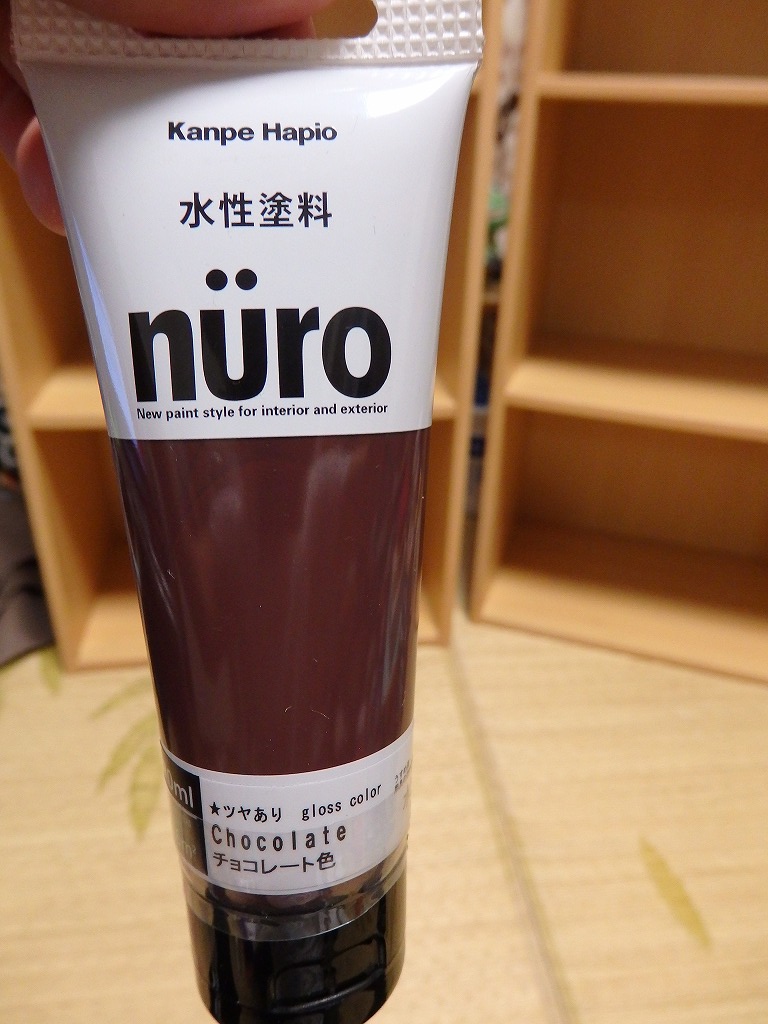 Kanpe Hapio
水性塗料
nüro
New paint style for interior and exterior
★ツヤあり gloss color
Chocolate
チョコレート色